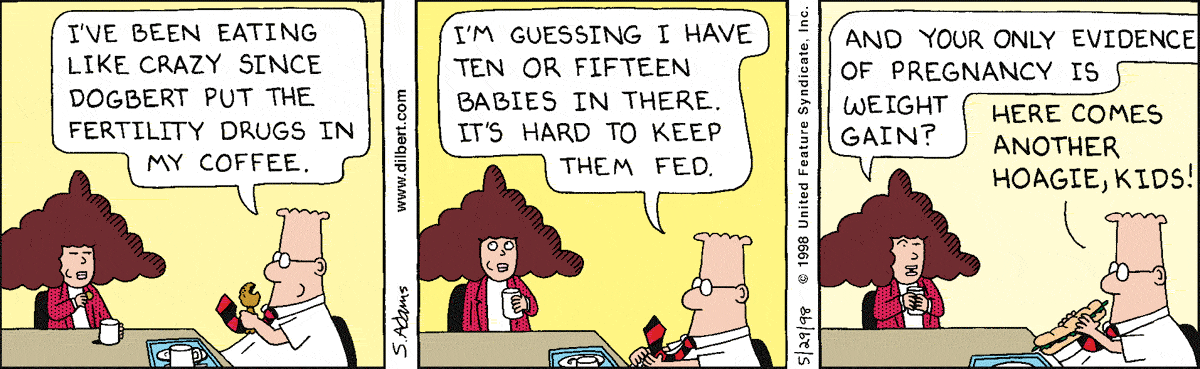 I'VE BEEN EATING
LIKE CRAZY SINCE
DOGBERT PUT THE
FERTILITY DRUGS IN
MY COFFEE.
www.dilbert.com
S. Adams
I'M GUESSING I HAVE
TEN OR FIFTEEN
BABIES IN THERE.
IT'S HARD TO KEEP
THEM FED.
5/29/98 © 1998 United Feature Syndicate, Inc.
AND YOUR ONLY EVIDENCE
OF PREGNANCY IS
WEIGHT
GAIN?
HERE COMES
ANOTHER
HOAGIE, KIDS!